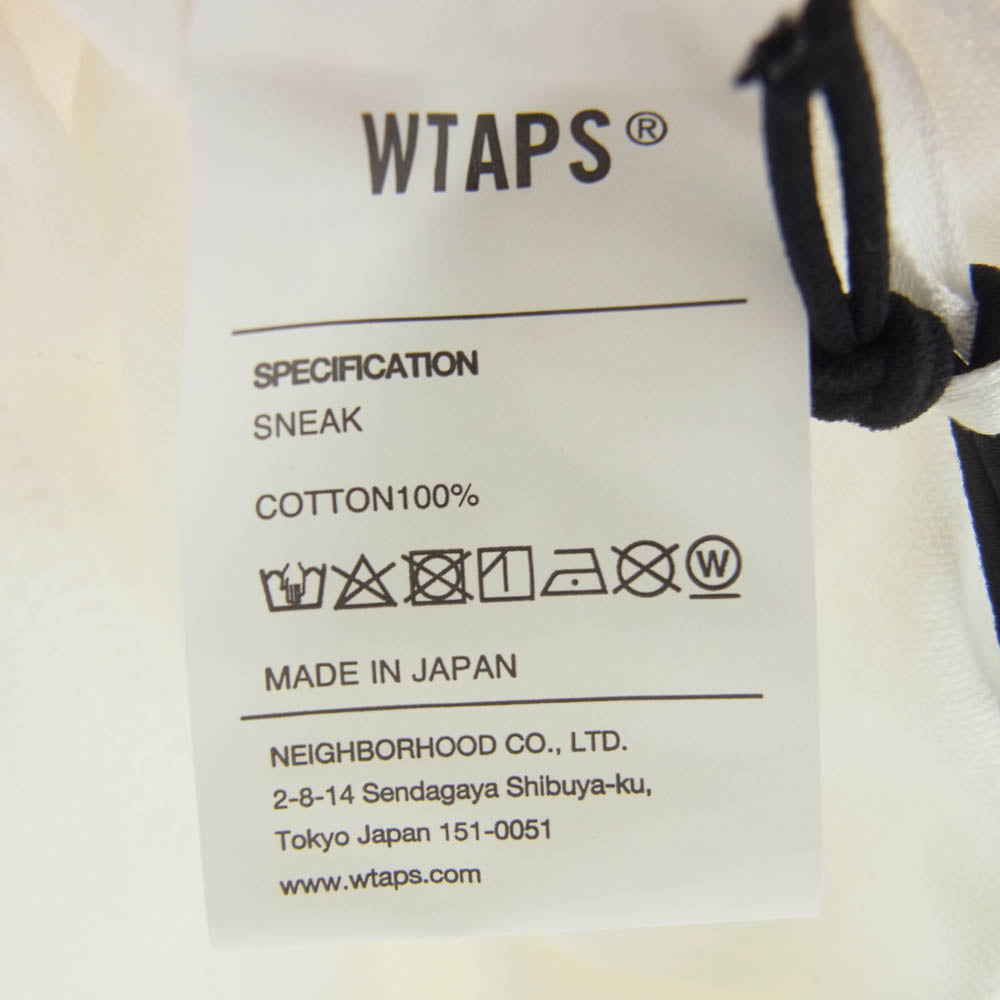 WTAPS®
SPECIFICATION
SNEAK
COTTON100%
W
MADE IN JAPAN
NEIGHBORHOOD CO., LTD.
2-8-14 Sendagaya Shibuya-ku,
Tokyo Japan 151-0051
www.wtaps.com